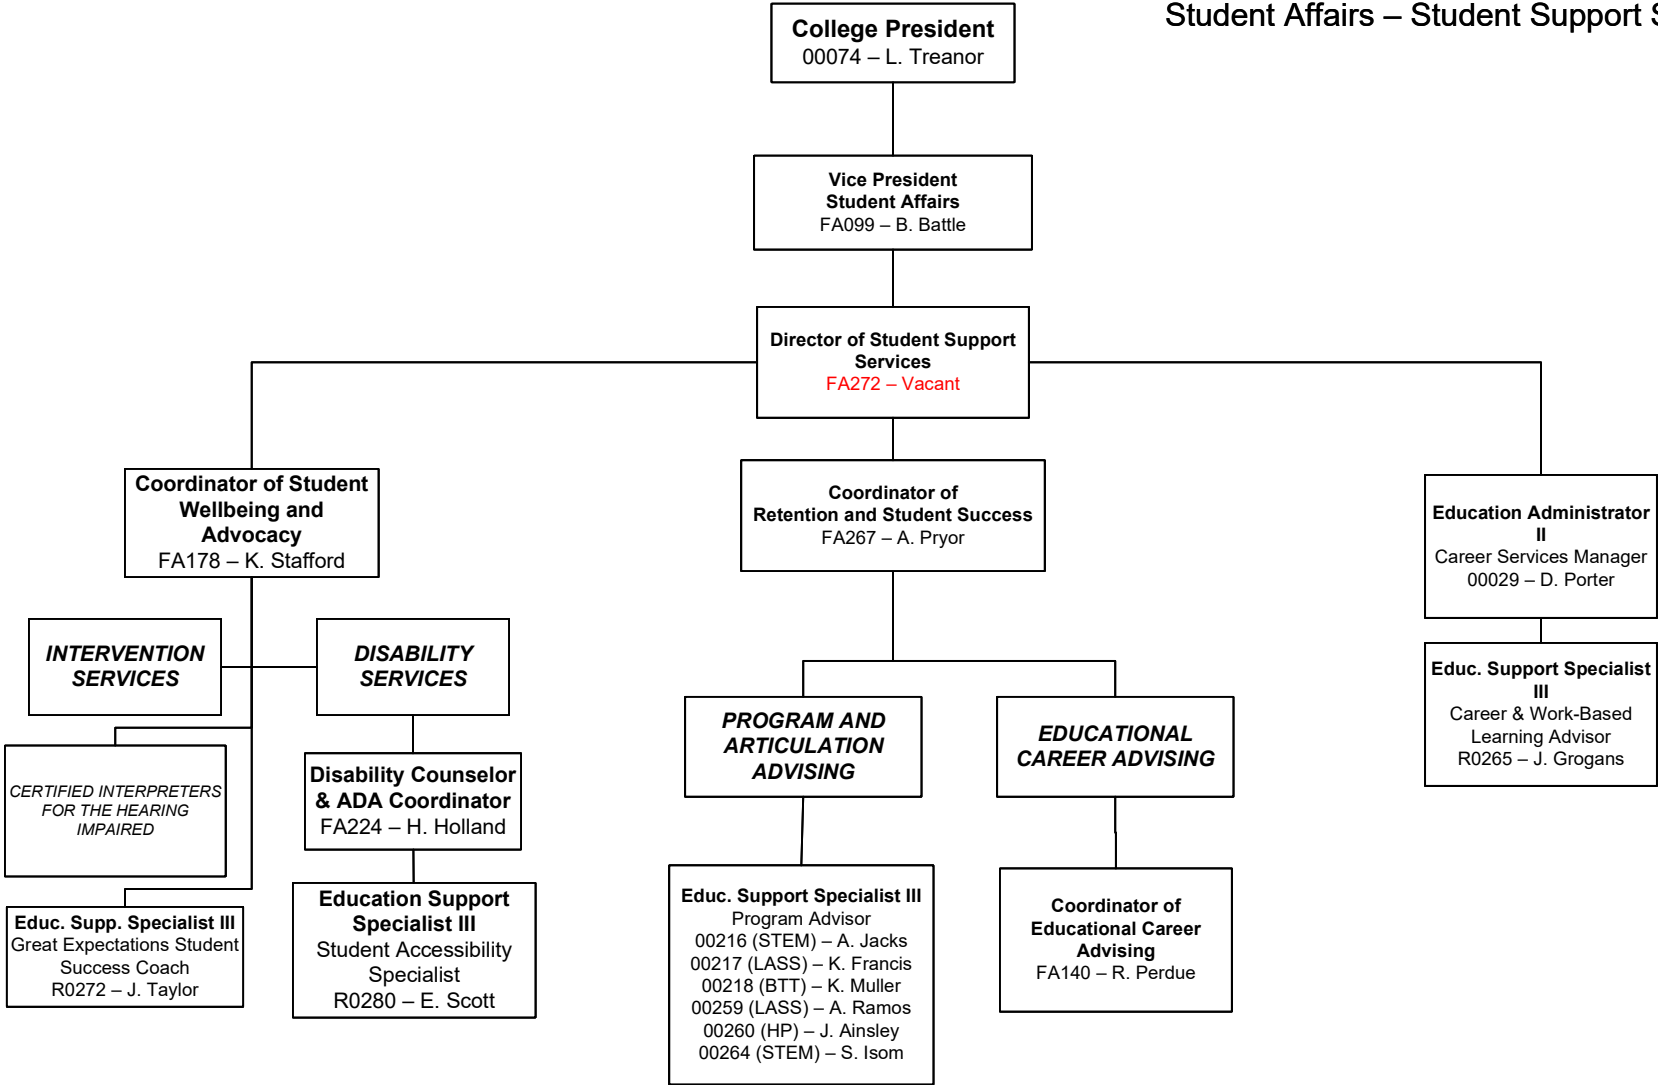 Student Affairs – Student Support
College President
00074 – L. Treanor
Vice President
Student Affairs
FA099 – B. Battle
Director of Student Support
Services
FA272 – Vacant
Coordinator of Student
Wellbeing and
Advocacy
FA178 – K. Stafford
Coordinator of
Retention and Student Success
FA267 – A. Pryor
Education Administrator
II
Career Services Manager
00029 – D. Porter
INTERVENTION
SERVICES
DISABILITY
SERVICES
CERTIFIED INTERPRETERS
FOR THE HEARING
IMPAIRED
Disability Counselor
& ADA Coordinator
FA224 – H. Holland
Educ. Supp. Specialist III
Great Expectations Student
Success Coach
R0272 – J. Taylor
Education Support
Specialist III
Student Accessibility
Specialist
R0280 – E. Scott
PROGRAM AND
ARTICULATION
ADVISING
EDUCATIONAL
CAREER ADVISING
Educ. Support Specialist III
Program Advisor
00216 (STEM) – A. Jacks
00217 (LASS) – K. Francis
00218 (BTT) – K. Muller
00259 (LASS) – A. Ramos
00260 (HP) – J. Ainsley
00264 (STEM) – S. Isom
Coordinator of
Educational Career
Advising
FA140 – R. Perdue
Educ. Support Specialist
III
Career & Work-Based
Learning Advisor
R0265 – J. Grogans